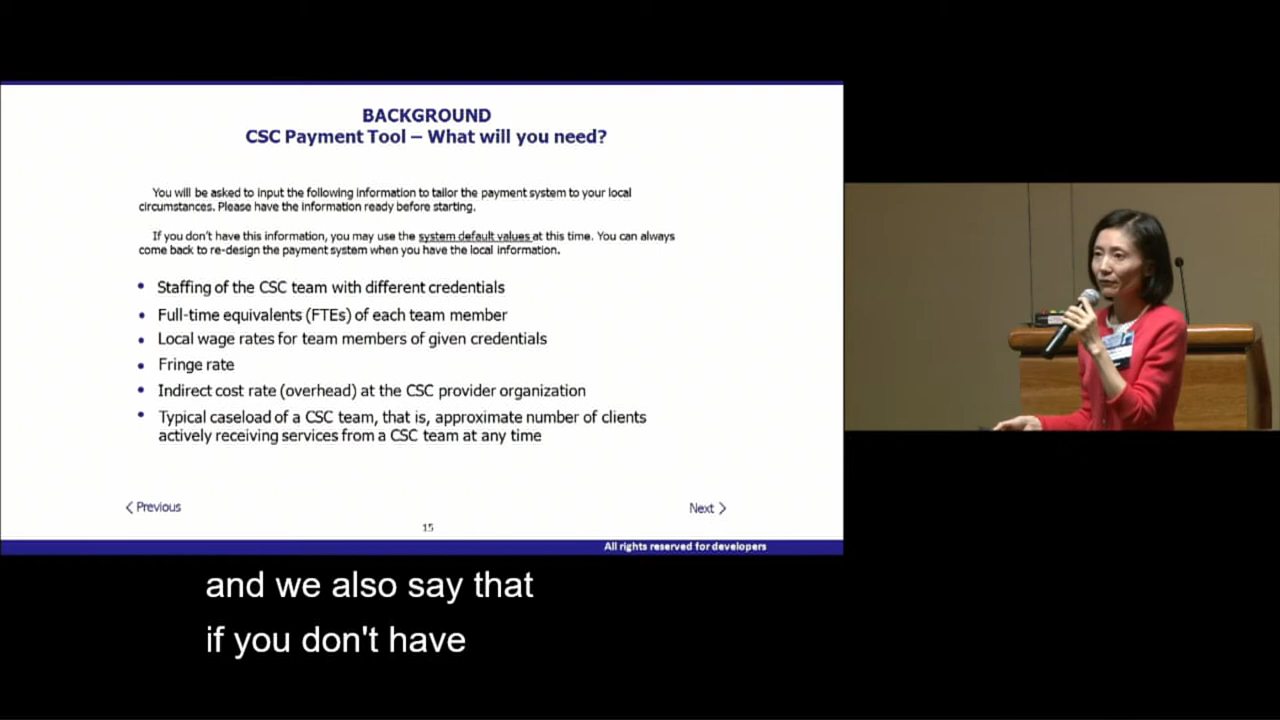 BACKGROUND
CSC Payment Tool – What will you need?
You will be asked to input the following information to tailor the payment system to your local
circumstances. Please have the information ready before starting.
If you don't have this information, you may use the system default values at this time. You can always
come back to re-design the payment system when you have the local information.
• Staffing of the CSC team with different credentials
• Full-time equivalents (FTEs) of each team member
• Local wage rates for team members of given credentials
• Fringe rate
• Indirect cost rate (overhead) at the CSC provider organization
• Typical caseload of a CSC team, that is, approximate number of clients
actively receiving services from a CSC team at any time
< Previous
Next >
15
All rights reserved for developers
and we also say that
if you don't have